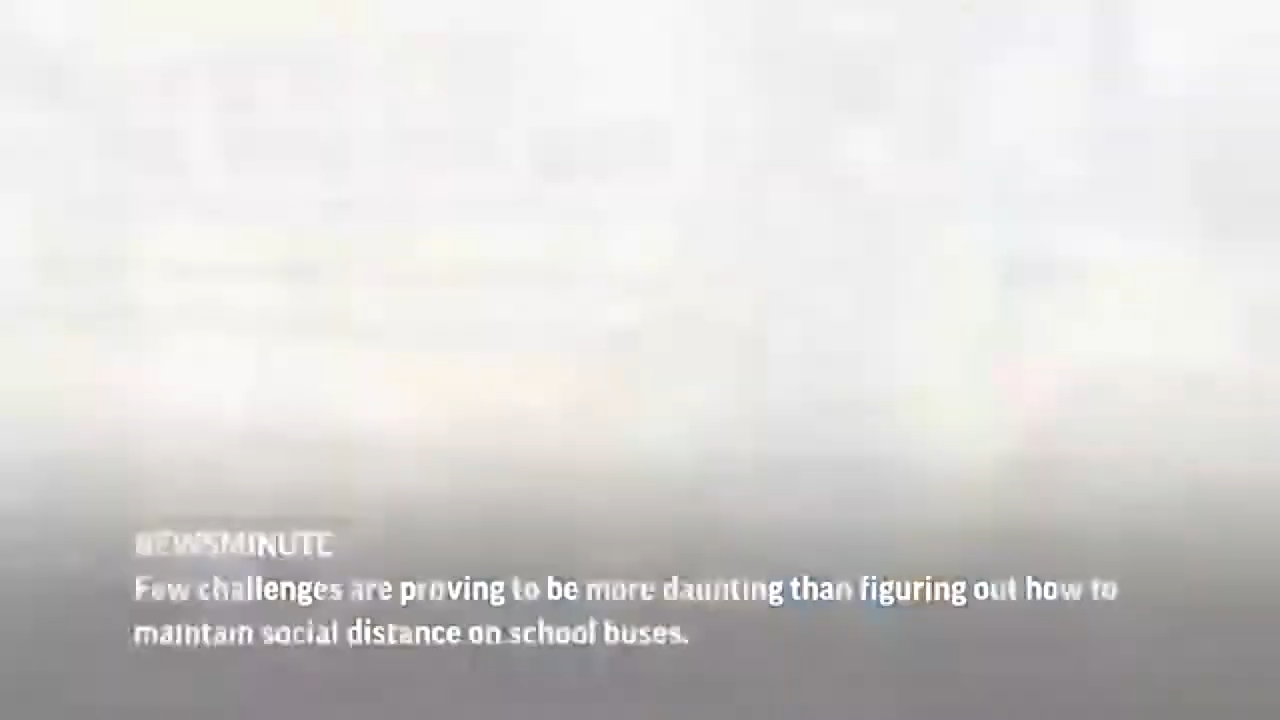 NEWSMINUTE
Few challenges are proving to be more daunting than figuring out how to
maintain social distance on school buses.